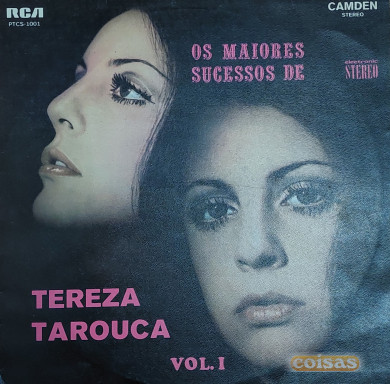 RCA
PTCS-1001
CAMDEN
STEREO
OS MAIORES
SUCESSOS DE
STEREO
TEREZA
TAROUCA
VOL. I
coisas